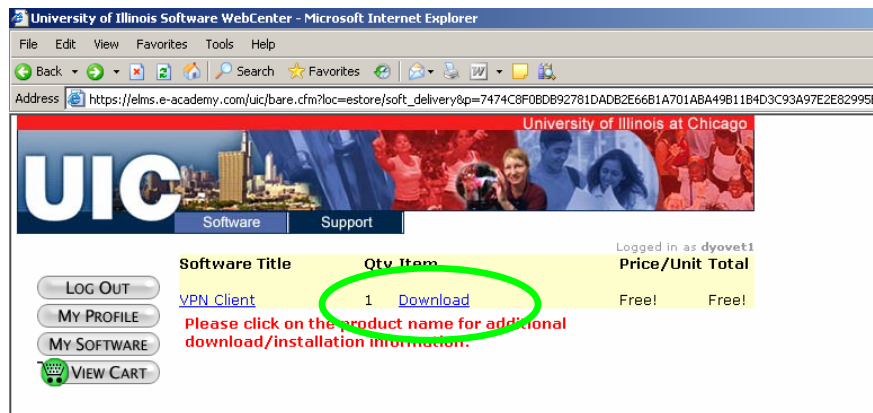 University of Illinois Software WebCenter - Microsoft Internet Explorer
File Edit View Favorites Tools Help
Back Search Favorites
Address https://elms.e-academy.com/uic/bare.cfm?loc=estore/soft_delivery&p=7474C8F0BDB92781DADB2E66B1A701ABA49B11B4D3C93A97E2E82995
University of Illinois at Chicago
UIC
Software Support
Logged in as dyovet1
Software Title Qty Item Price/Unit Total
VPN Client 1 Download Free! Free!
Please click on the product name for additional
download/installation information.
LOG OUT
MY PROFILE
MY SOFTWARE
VIEW CART